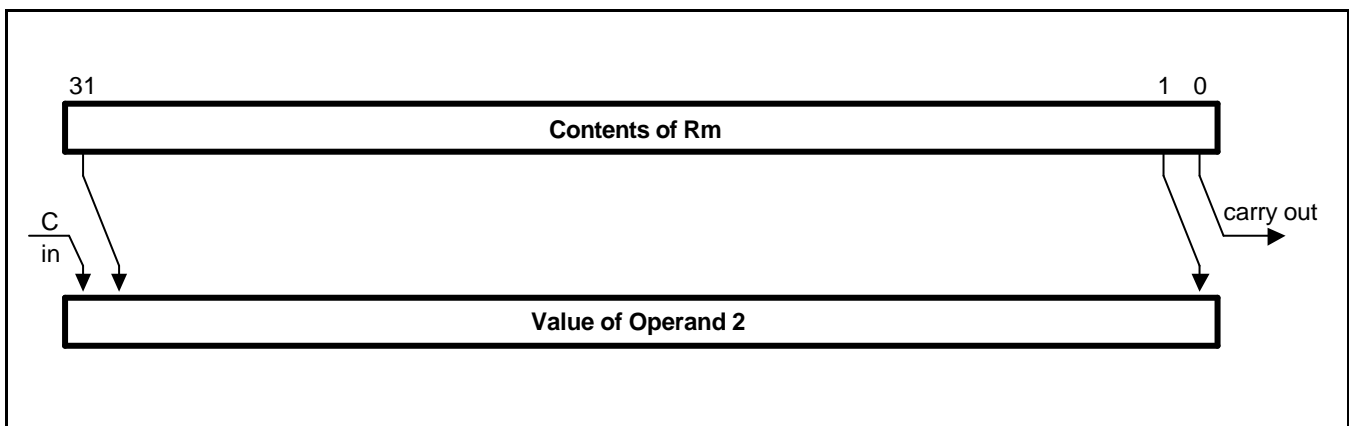 31
1 0
Contents of Rm
C
in
carry out
Value of Operand 2